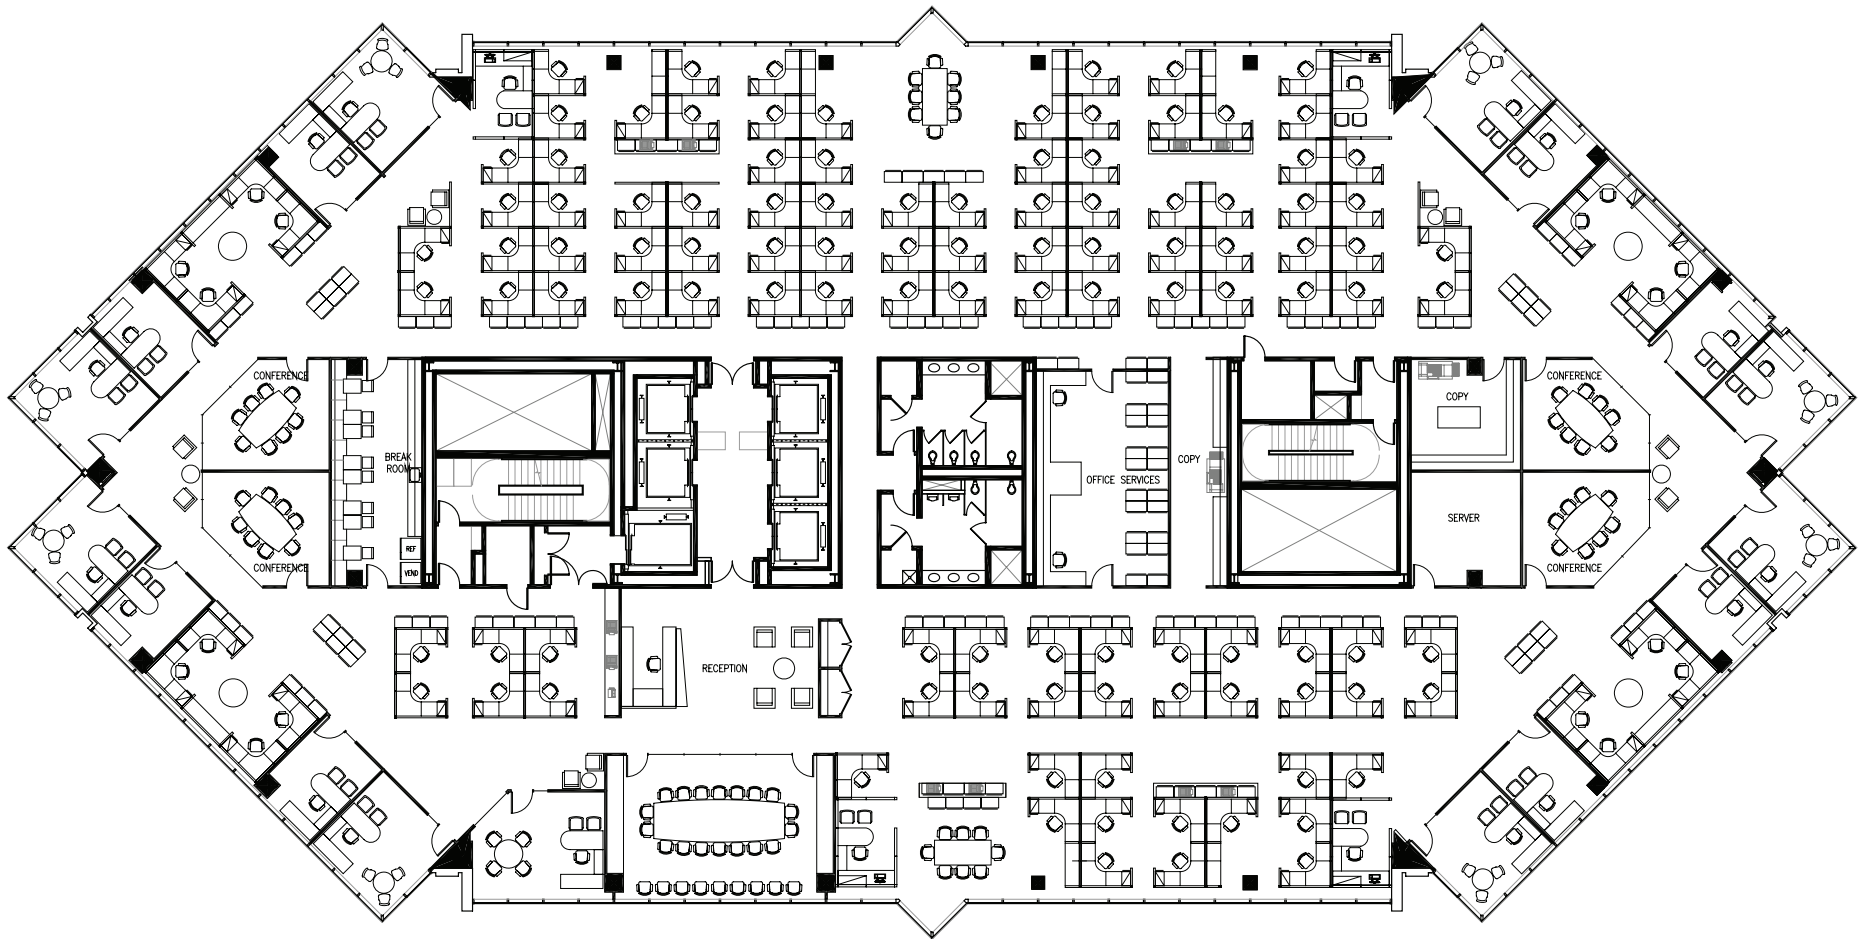 CONFERENCE
CONFERENCE
COPY
BREAK
ROOM
COPY
OFFICE SERVICES
SERVER
REF
VEND
CONFERENCE
CONFERENCE
RECEPTION